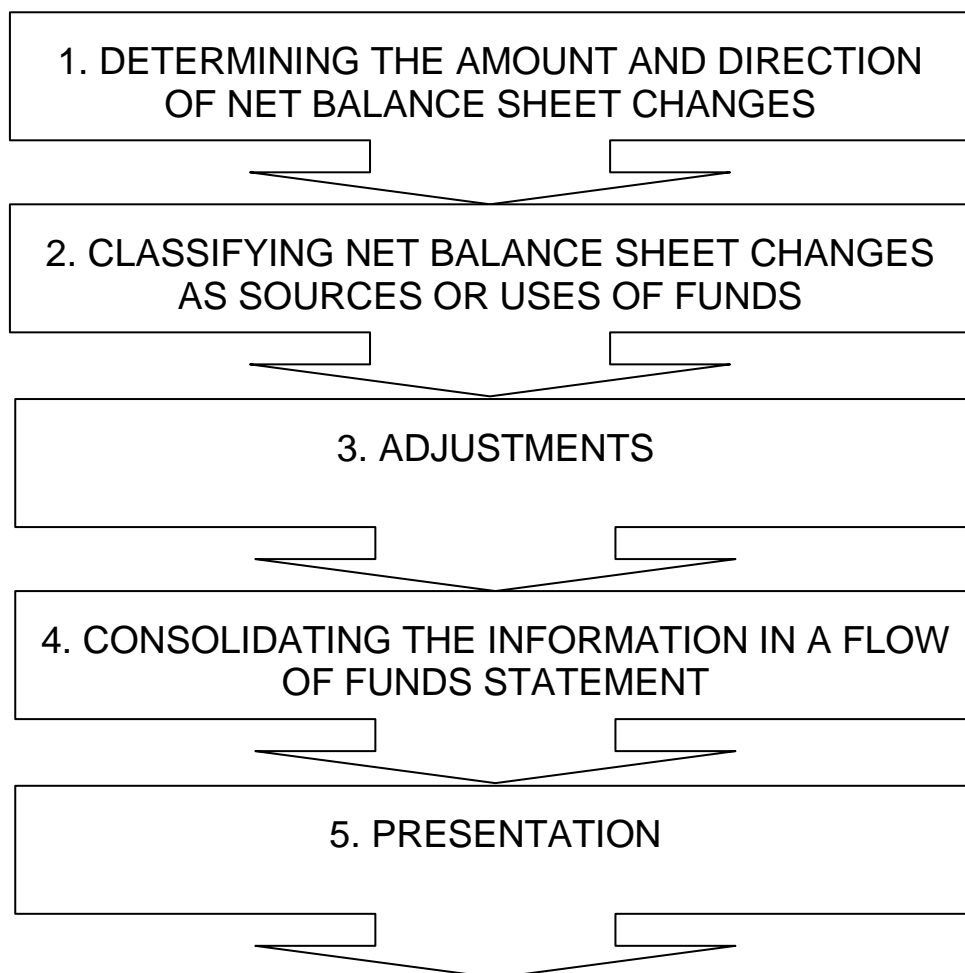 1. DETERMINING THE AMOUNT AND DIRECTION
OF NET BALANCE SHEET CHANGES
2. CLASSIFYING NET BALANCE SHEET CHANGES
AS SOURCES OR USES OF FUNDS
3. ADJUSTMENTS
4. CONSOLIDATING THE INFORMATION IN A FLOW
OF FUNDS STATEMENT
5. PRESENTATION